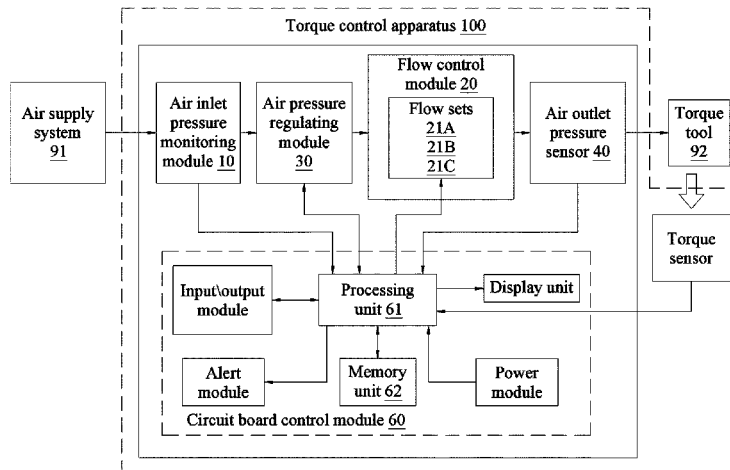 Torque control apparatus 100
Air supply
system
91
Air inlet
pressure
monitoring
module 10
Air pressure
regulating
module 30
Flow control
module 20
Flow sets
21A
21B
21C
Air outlet
pressure
sensor 40
Torque
tool
92
Torque
sensor
Input\output
module
Processing
unit 61
Display unit
Alert
module
Memory
unit 62
Power
module
Circuit board control module 60